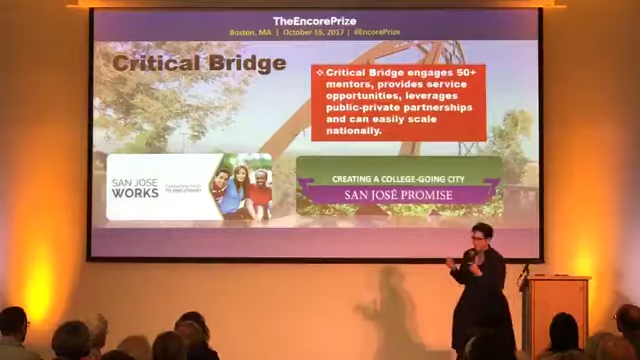 TheEncorePrize
Boston, MA | October 16, 2017 | #EncorePrize
Critical Bridge
❖ Critical Bridge engages 50+
mentors, provides service
opportunities, leverages
public-private partnerships
and can easily scale
nationally.
SAN JOSE
WORKS
CREATING A COLLEGE-GOING CITY
SAN JOSÉ PROMISE